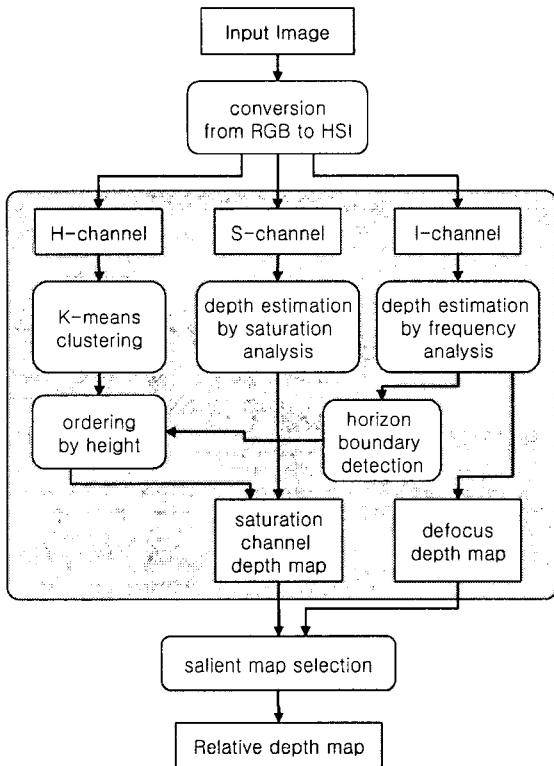 Input Image
conversion
from RGB to HSI
H-channel
S-channel
I-channel
K-means
clustering
depth estimation
by saturation
analysis
depth estimation
by frequency
analysis
ordering
by height
horizon
boundary
detection
saturation
channel
depth map
defocus
depth map
salient map selection
Relative depth map